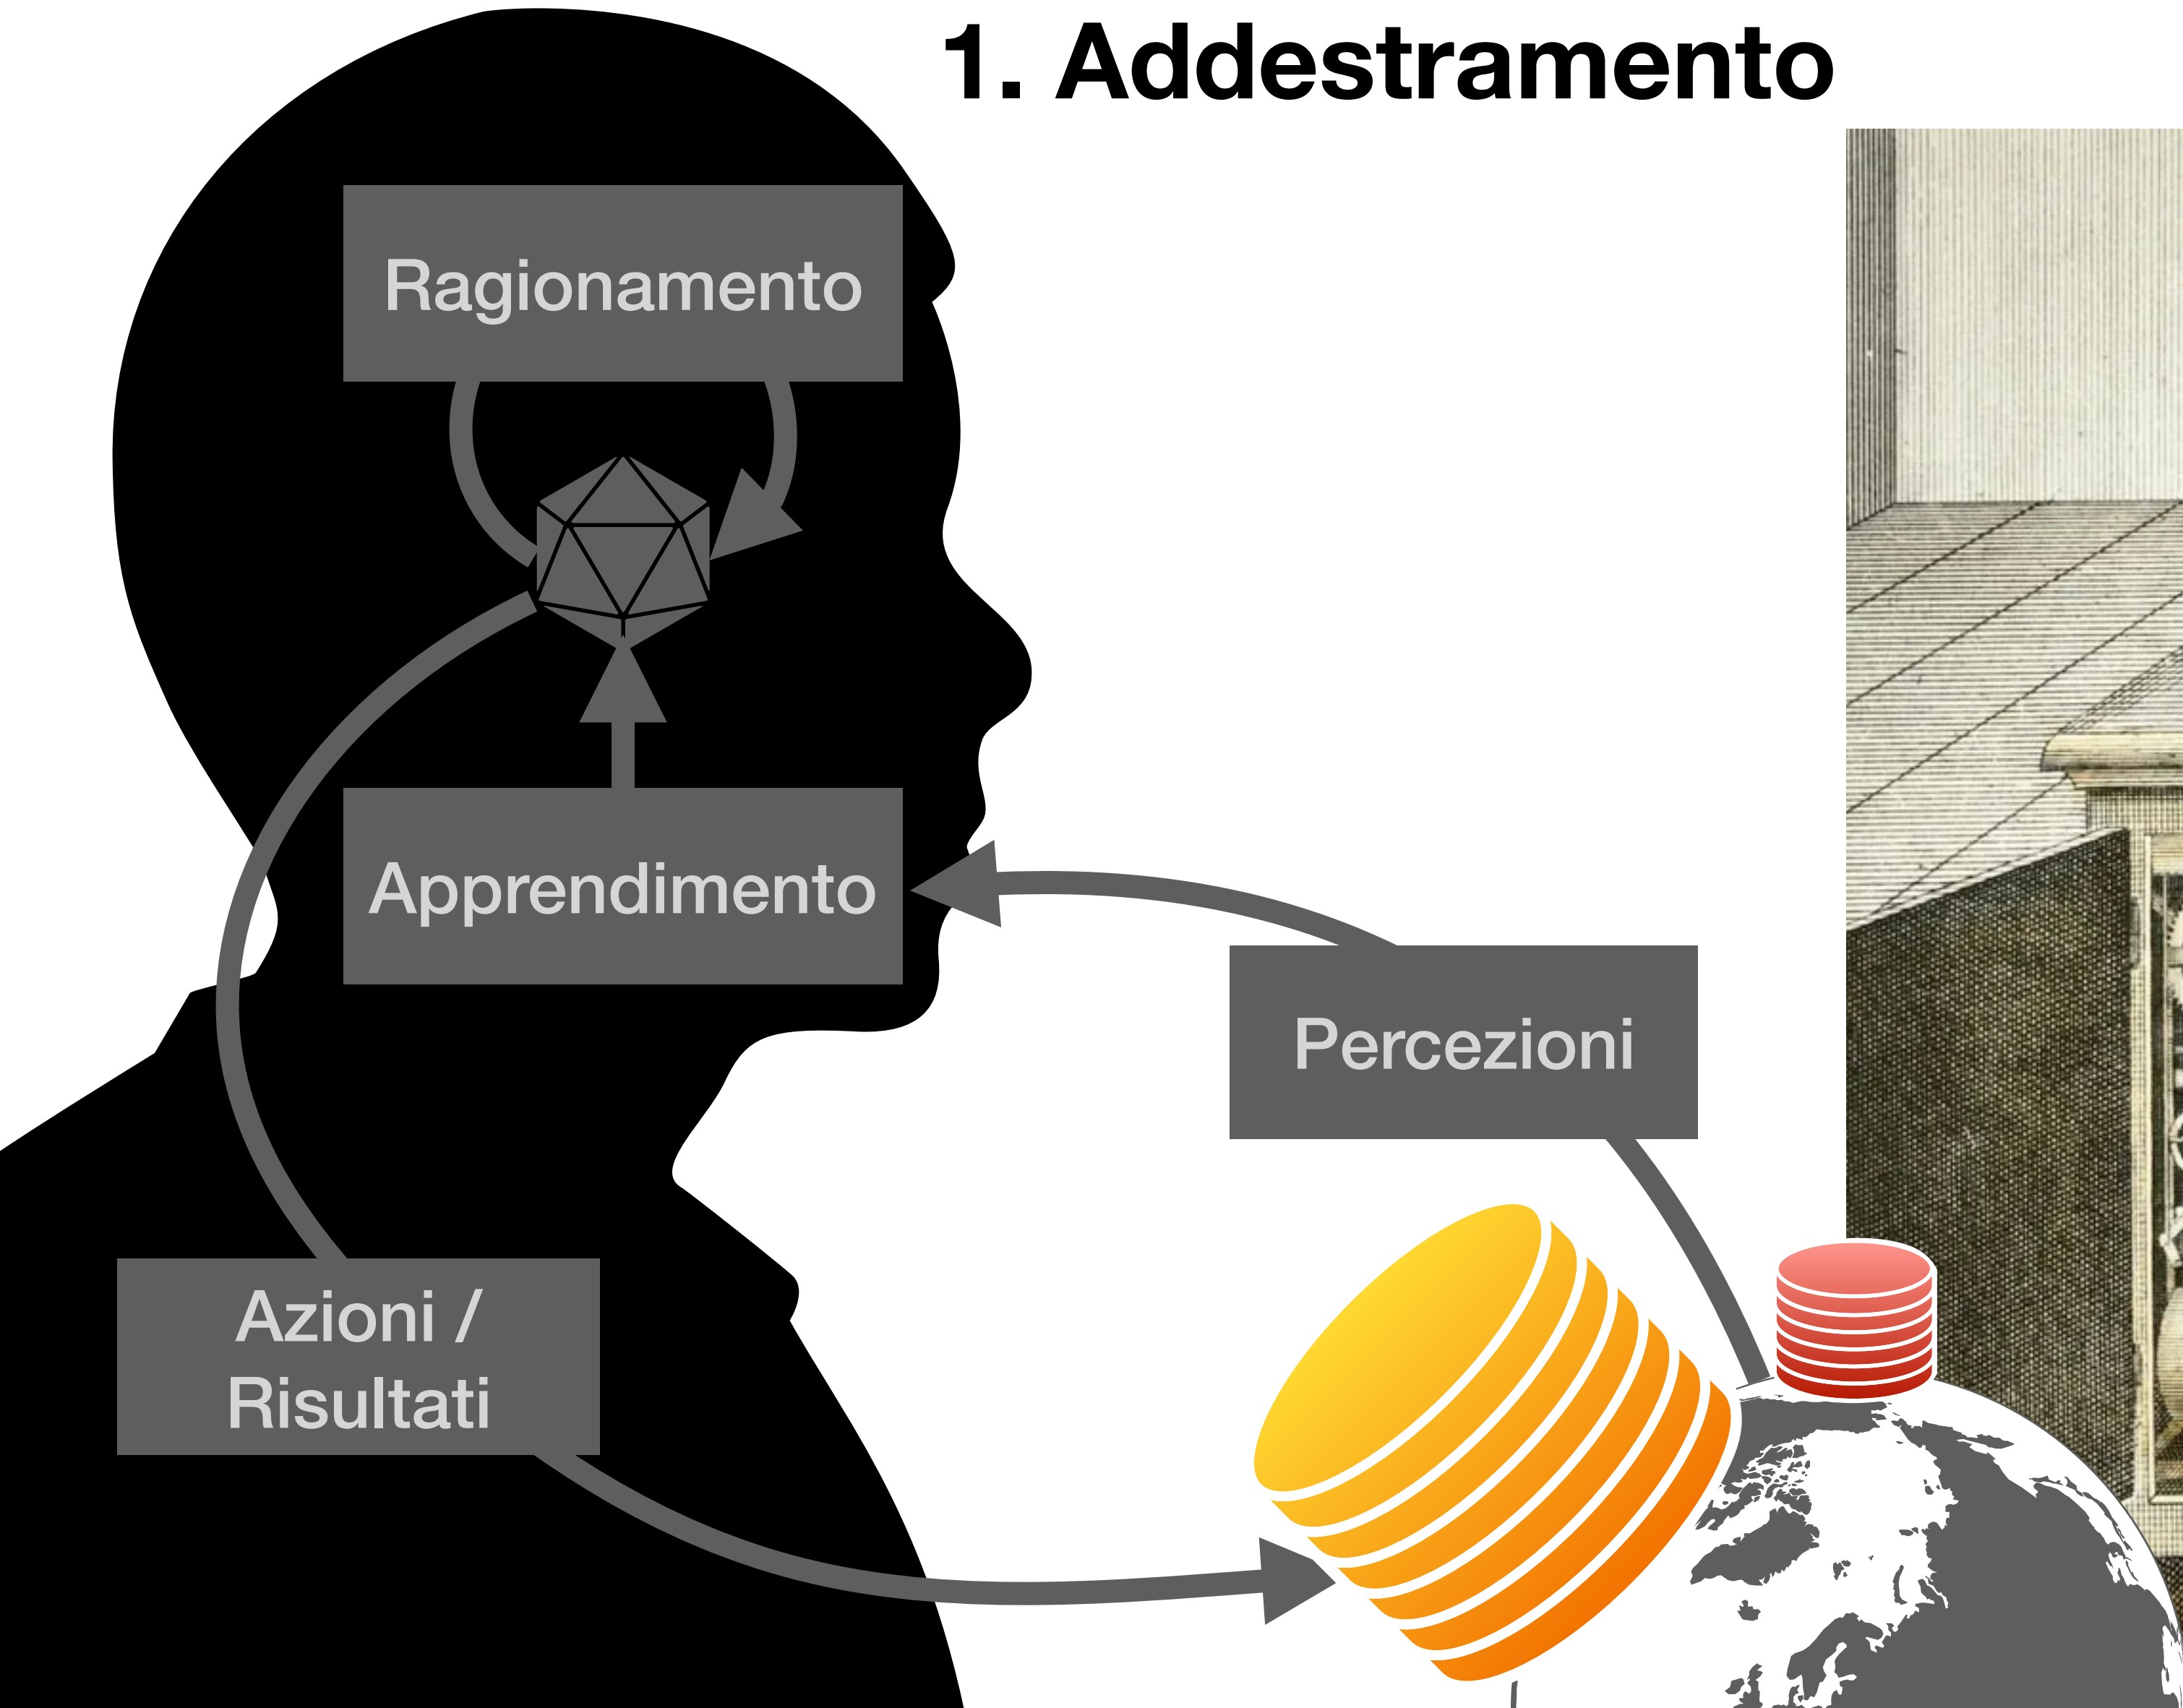 1. Addestramento
Ragionamento
Apprendimento
Percezioni
Azioni /
Risultati